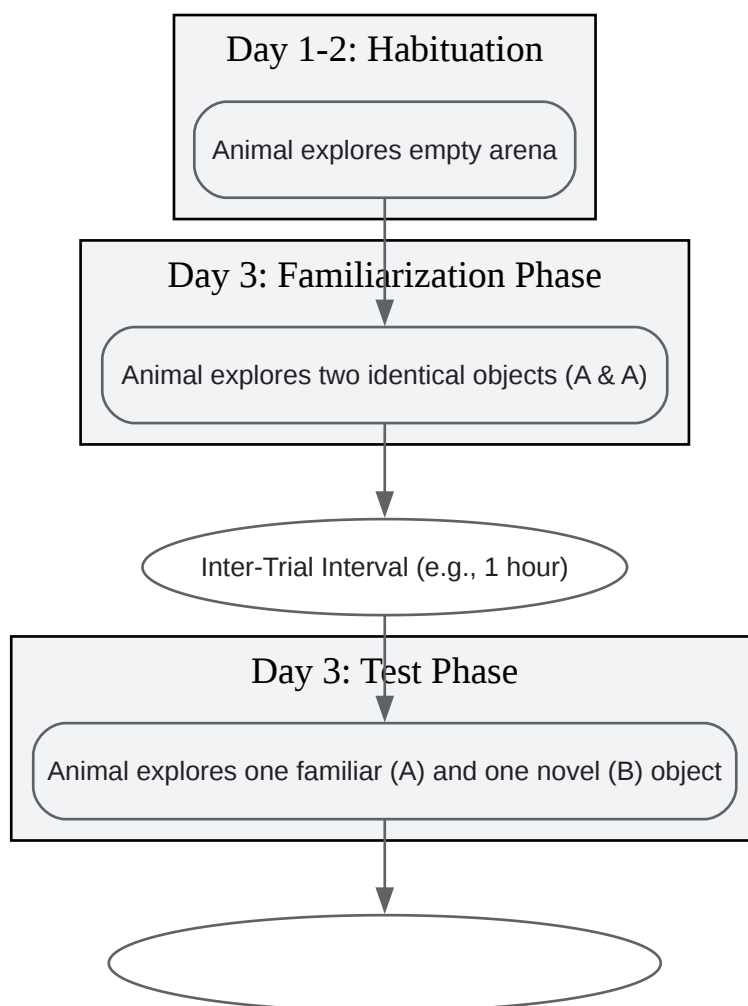 Day 1-2: Habituation
Animal explores empty arena
Day 3: Familiarization Phase
Animal explores two identical objects (A & A)
Inter-Trial Interval (e.g., 1 hour)
Day 3: Test Phase
Animal explores one familiar (A) and one novel (B) object